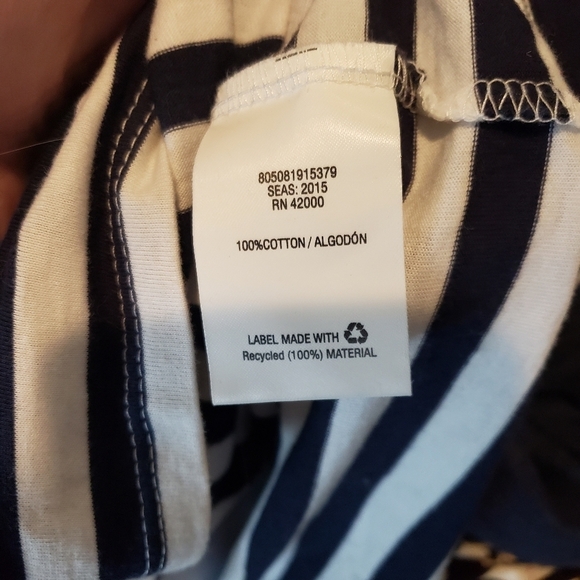 805081915379
SEAS: 2015
RN 42000
100%COTTON / ALGODÓN
LABEL MADE WITH
Recycled (100%) MATERIAL